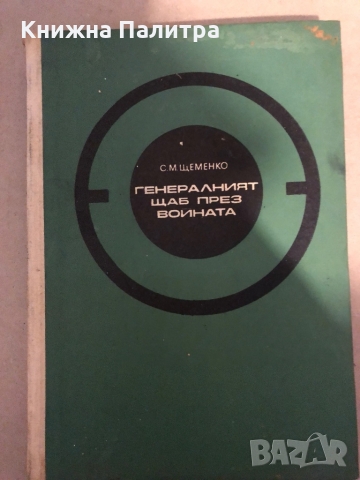 Книжна Палитра
С.М.ЩЕМЕНКО
ГЕНЕРАЛНИЯТ
ЩАБ ПРЕЗ
ВОЙНАТА
BAZAR